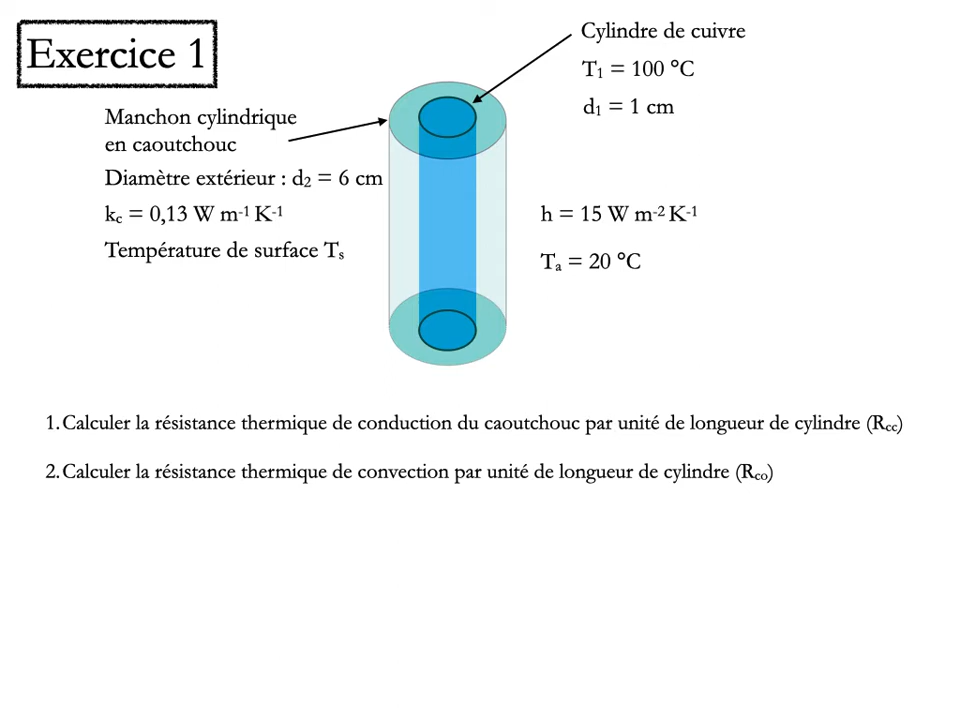 Exercice 1
Cylindre de cuivre
T₁ = 100 °C
d₁ = 1 cm
Manchon cylindrique
en caoutchouc
Diamètre extérieur : d₂ = 6 cm
k꜀ = 0,13 W m⁻¹ K⁻¹
Température de surface Tₛ
h = 15 W m⁻² K⁻¹
Tₐ = 20 °C
1. Calculer la résistance thermique de conduction du caoutchouc par unité de longueur de cylindre (Rcc)
2. Calculer la résistance thermique de convection par unité de longueur de cylindre (Rco)